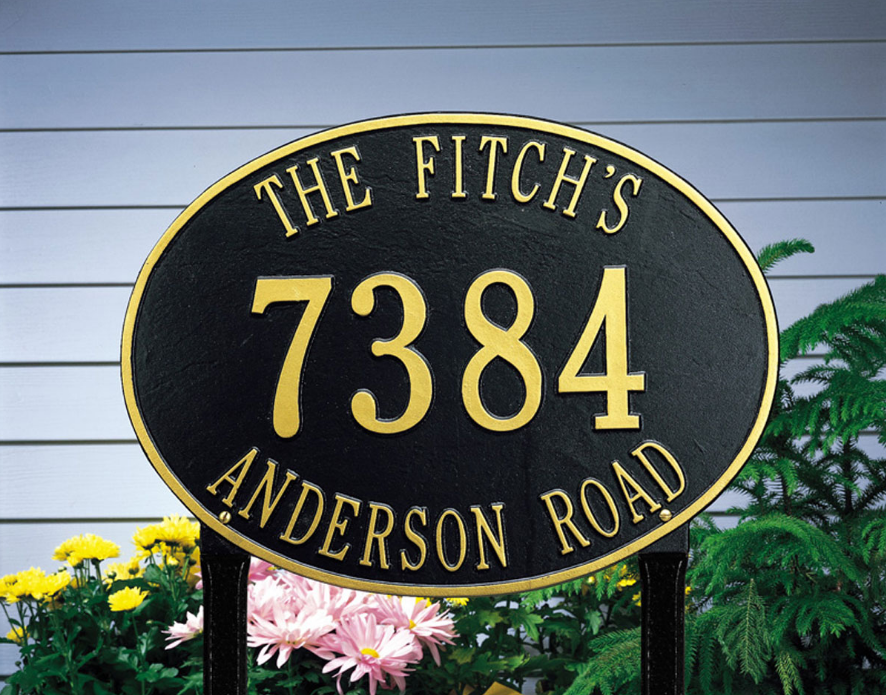 THE FITCH'S
7384
ANDERSON ROAD